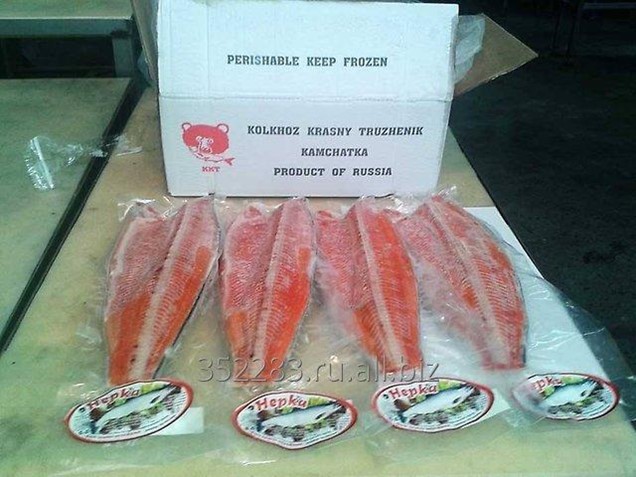 PERISHABLE KEEP FROZEN
KOLKHOZ KRASNY TRUZHENIK
KAMCHATKA
PRODUCT OF RUSSIA
KKT
352283.ru.all.biz
Нерка
Нерка
Нерка
Нерка